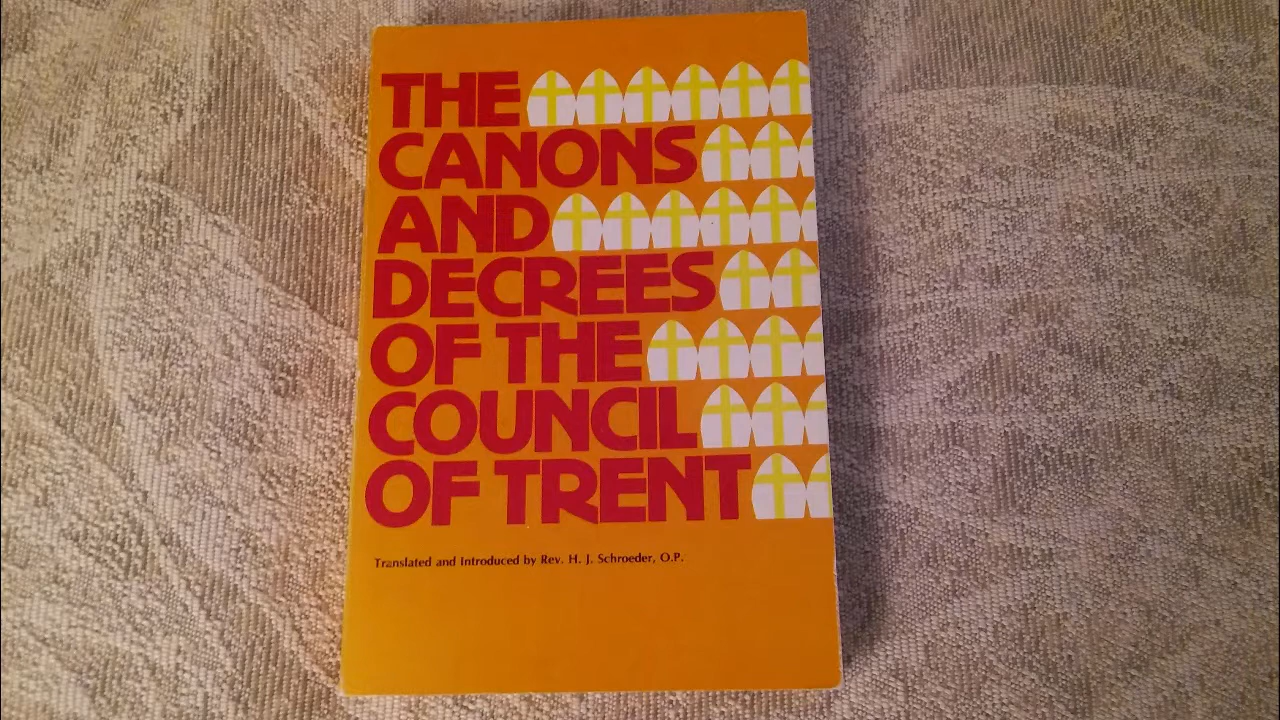 THE
CANONS
AND
DECREES
OF THE
COUNCIL
OF TRENT
Translated and Introduced by Rev. H. J. Schroeder, O.P.